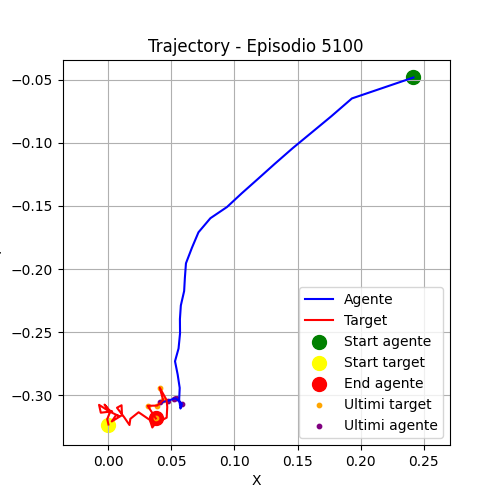 Trajectory - Episodio 5100
−0.05
−0.10
−0.15
−0.20
−0.25
−0.30
0.00 0.05 0.10 0.15 0.20 0.25
X
Agente
Target
Start agente
Start target
End agente
Ultimi target
Ultimi agente